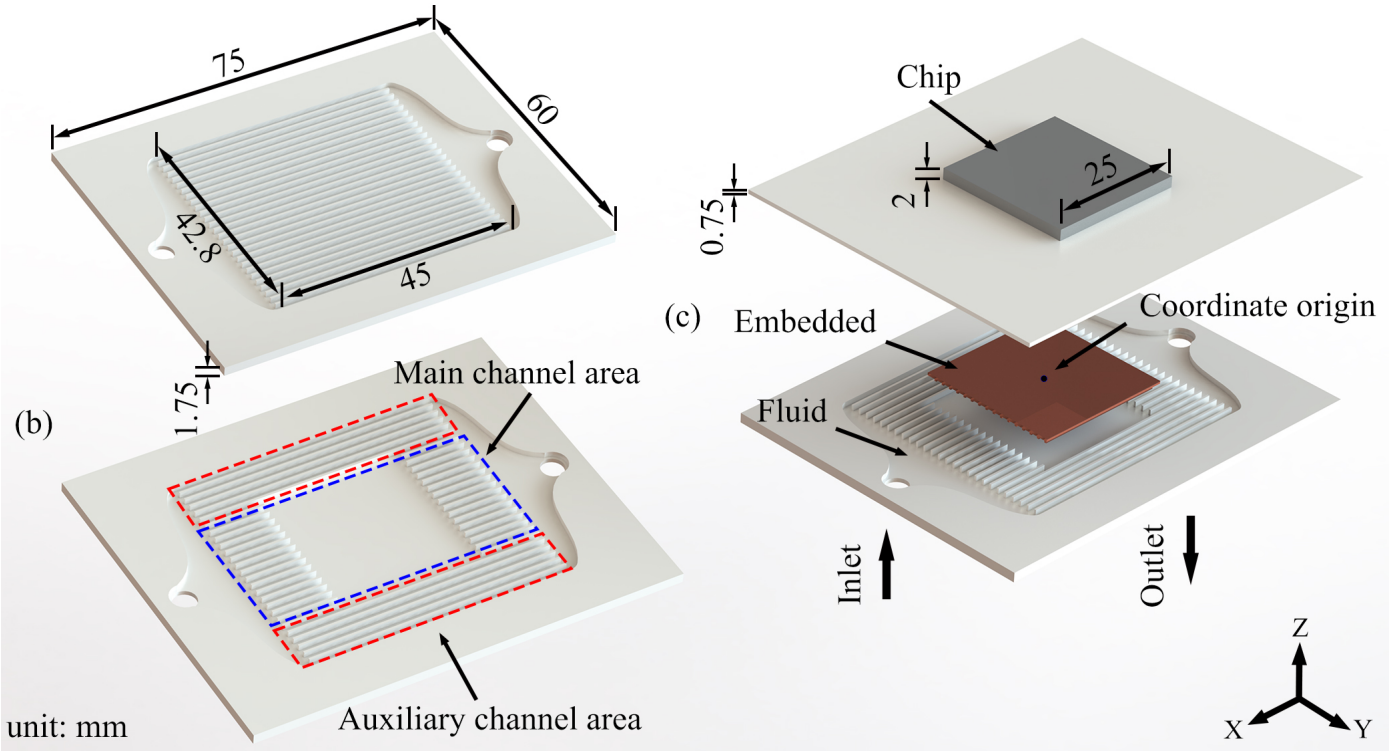 75
60
42.8
45
1.75
(b)
Main channel area
Auxiliary channel area
unit: mm
Chip
25
2
0.75
(c)
Embedded
Coordinate origin
Fluid
Inlet
Outlet
Z
X
Y